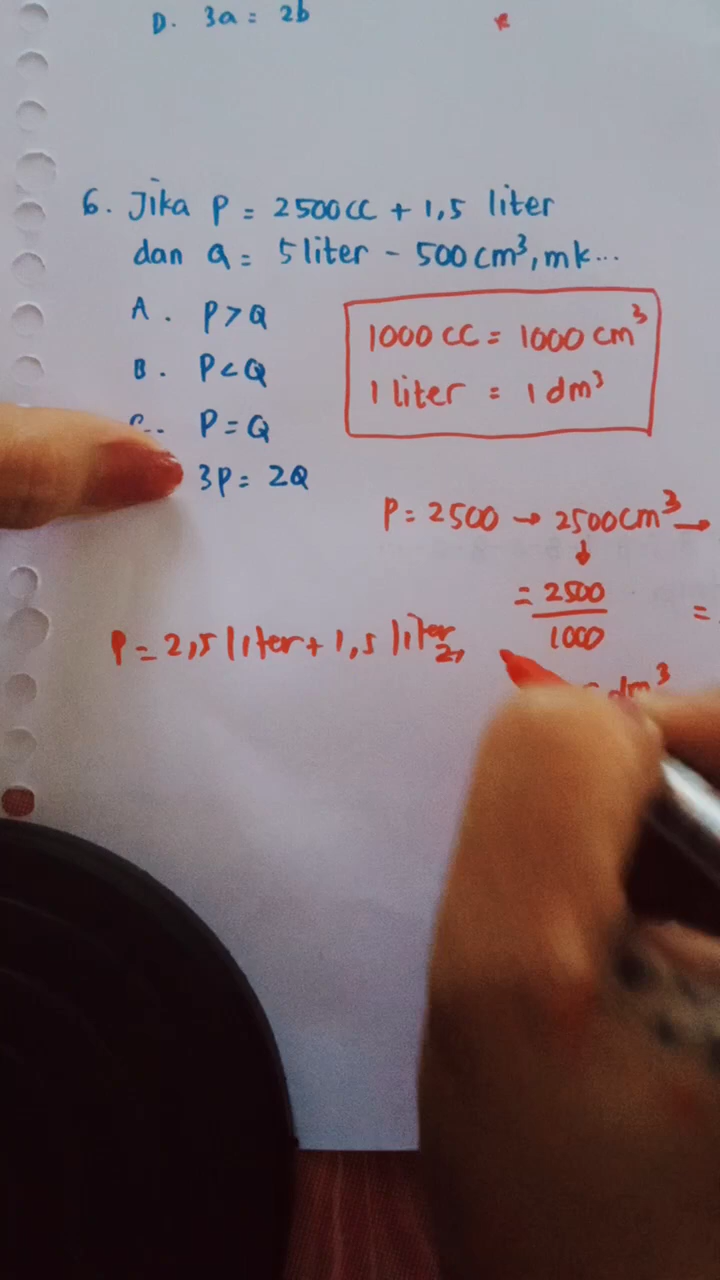 D. 3a = 2b
6. Jika P = 2500 cc + 1,5 liter
dan Q = 5 liter - 500 cm³, mk...
A. P > Q
B. P < Q
C. P = Q
3P = 2Q
1000 CC = 1000 cm³
1 liter = 1 dm³
P = 2500 → 2500 cm³ →
↓
= 2500
1000
=
P = 2,5 liter + 1,5 liter
dm³